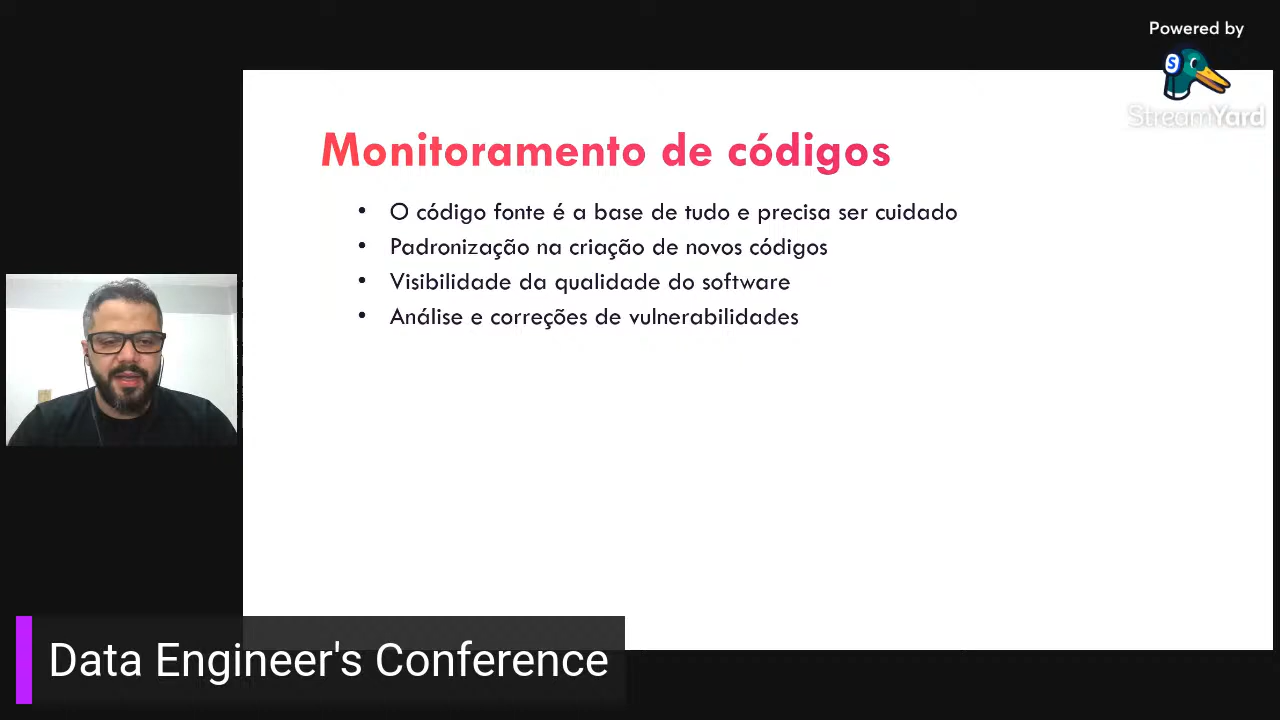 Powered by
StreamYard
Monitoramento de códigos
• O código fonte é a base de tudo e precisa ser cuidado
• Padronização na criação de novos códigos
• Visibilidade da qualidade do software
• Análise e correções de vulnerabilidades
Data Engineer's Conference